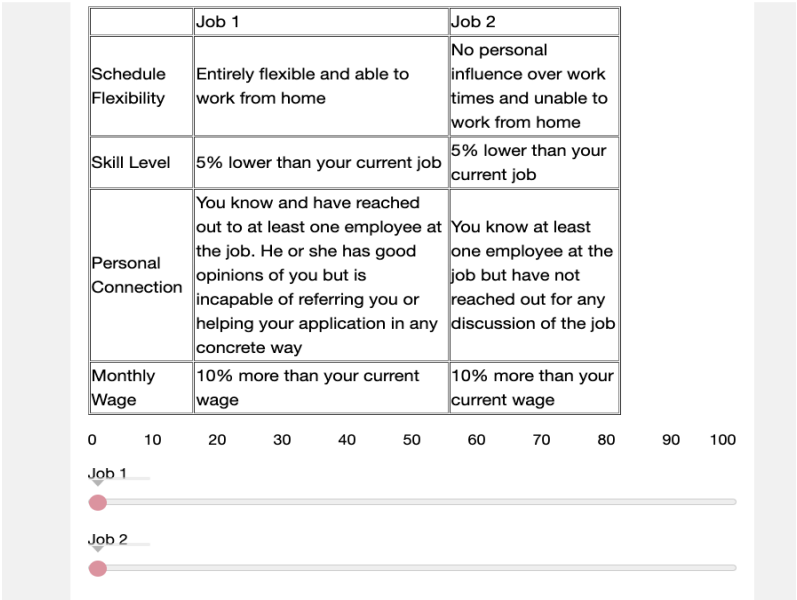 Job 1
Job 2
Schedule
Flexibility
Entirely flexible and able to
work from home
No personal
influence over work
times and unable to
work from home
Skill Level
5% lower than your current job
5% lower than your
current job
Personal
Connection
You know and have reached
out to at least one employee at
the job. He or she has good
opinions of you but is
incapable of referring you or
helping your application in any
concrete way
You know at least
one employee at the
job but have not
reached out for any
discussion of the job
Monthly
Wage
10% more than your current
wage
10% more than your
current wage
0 10 20 30 40 50 60 70 80 90 100
Job 1
Job 2